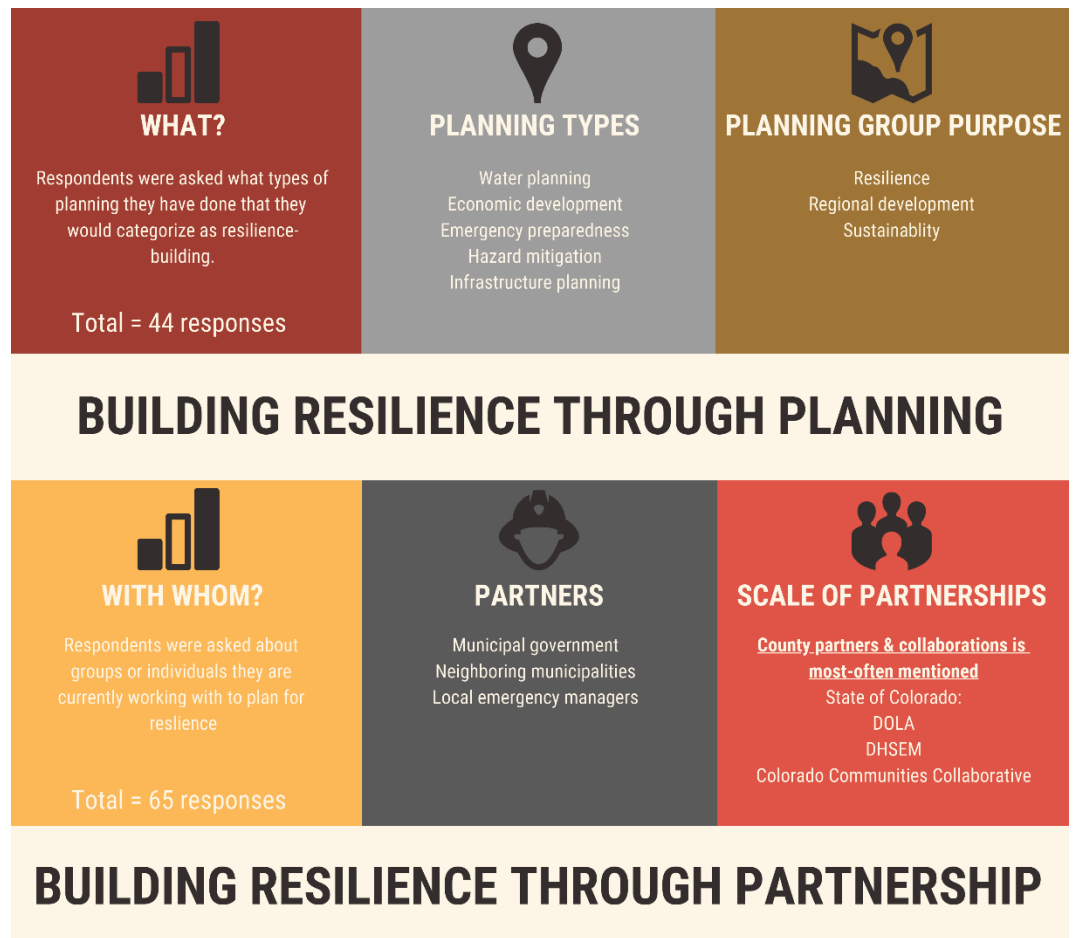 WHAT?
Respondents were asked what types of
planning they have done that they
would categorize as resilience-
building.
Total = 44 responses
PLANNING TYPES
Water planning
Economic development
Emergency preparedness
Hazard mitigation
Infrastructure planning
PLANNING GROUP PURPOSE
Resilience
Regional development
Sustainablity
BUILDING RESILIENCE THROUGH PLANNING
WITH WHOM?
Respondents were asked about
groups or individuals they are
currently working with to plan for
reslience
Total = 65 responses
PARTNERS
Municipal government
Neighboring municipalities
Local emergency managers
SCALE OF PARTNERSHIPS
County partners & collaborations is
most-often mentioned
State of Colorado:
DOLA
DHSEM
Colorado Communities Collaborative
BUILDING RESILIENCE THROUGH PARTNERSHIP